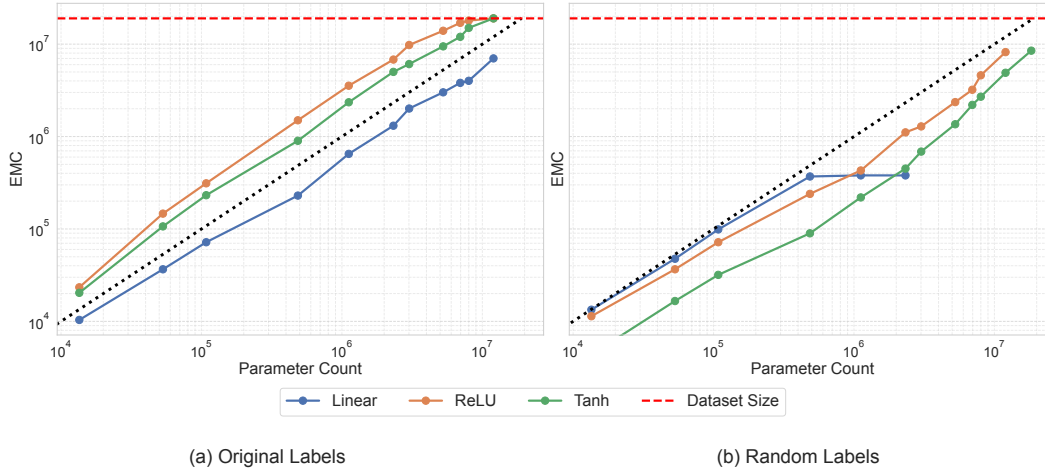 10^7
10^6
10^5
10^4
EMC
10^4 10^5 10^6 10^7
Parameter Count
EMC
10^4 10^5 10^6 10^7
Parameter Count
Linear ReLU Tanh Dataset Size
(a) Original Labels
(b) Random Labels